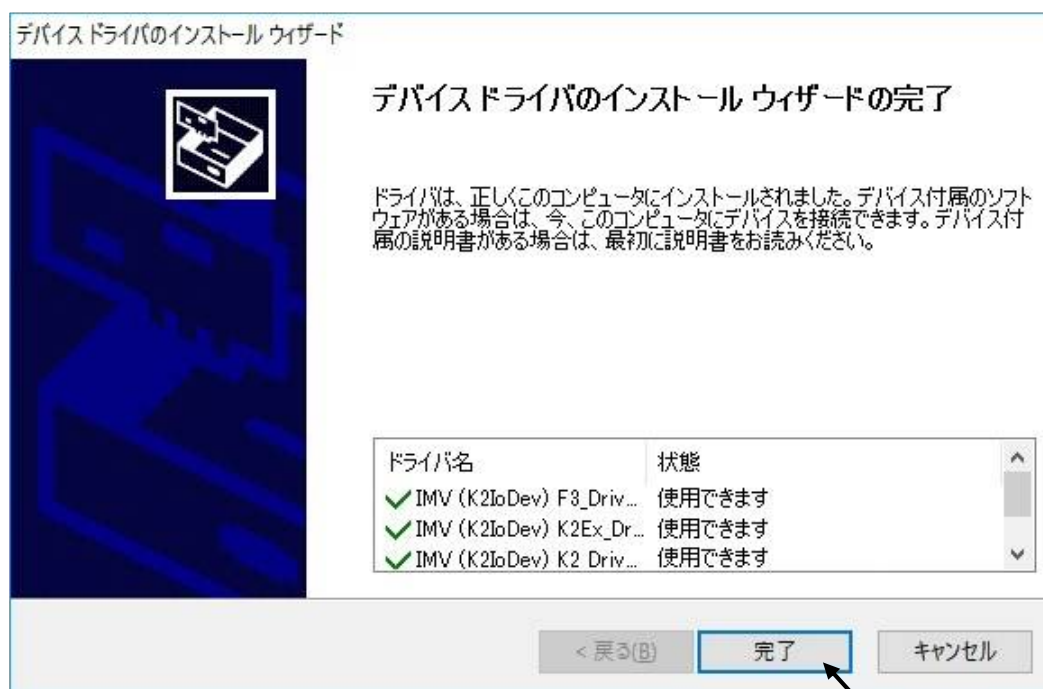 デバイス ドライバのインストール ウィザード
デバイス ドライバのインストール ウィザードの完了
ドライバは、正しくこのコンピュータにインストールされました。デバイス付属のソフト
ウェアがある場合は、今、このコンピュータにデバイスを接続できます。デバイス付
属の説明書がある場合は、最初に説明書をお読みください。
ドライバ名 状態
IMV (K2IoDev) F3_Driv... 使用できます
IMV (K2IoDev) K2Ex_Dr... 使用できます
IMV (K2IoDev) K2 Driv... 使用できます
< 戻る(B) 完了 キャンセル